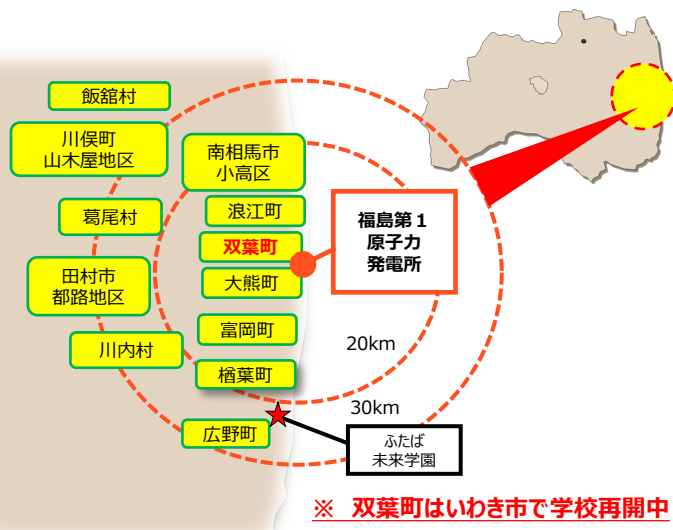 飯舘村
川俣町
山木屋地区
南相馬市
小高区
葛尾村
浪江町
双葉町
福島第１
原子力
発電所
田村市
都路地区
大熊町
富岡町
川内村
20km
楢葉町
30km
広野町
ふたば
未来学園
※ 双葉町はいわき市で学校再開中